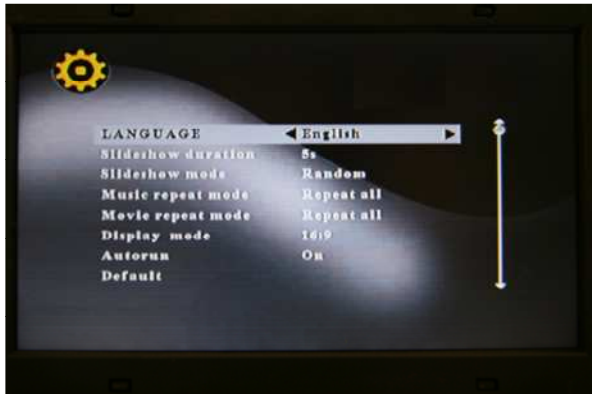 LANGUAGE English
Slideshow duration 5s
Slideshow mode Random
Music repeat mode Repeat all
Movie repeat mode Repeat all
Display mode 16:9
Autorun On
Default